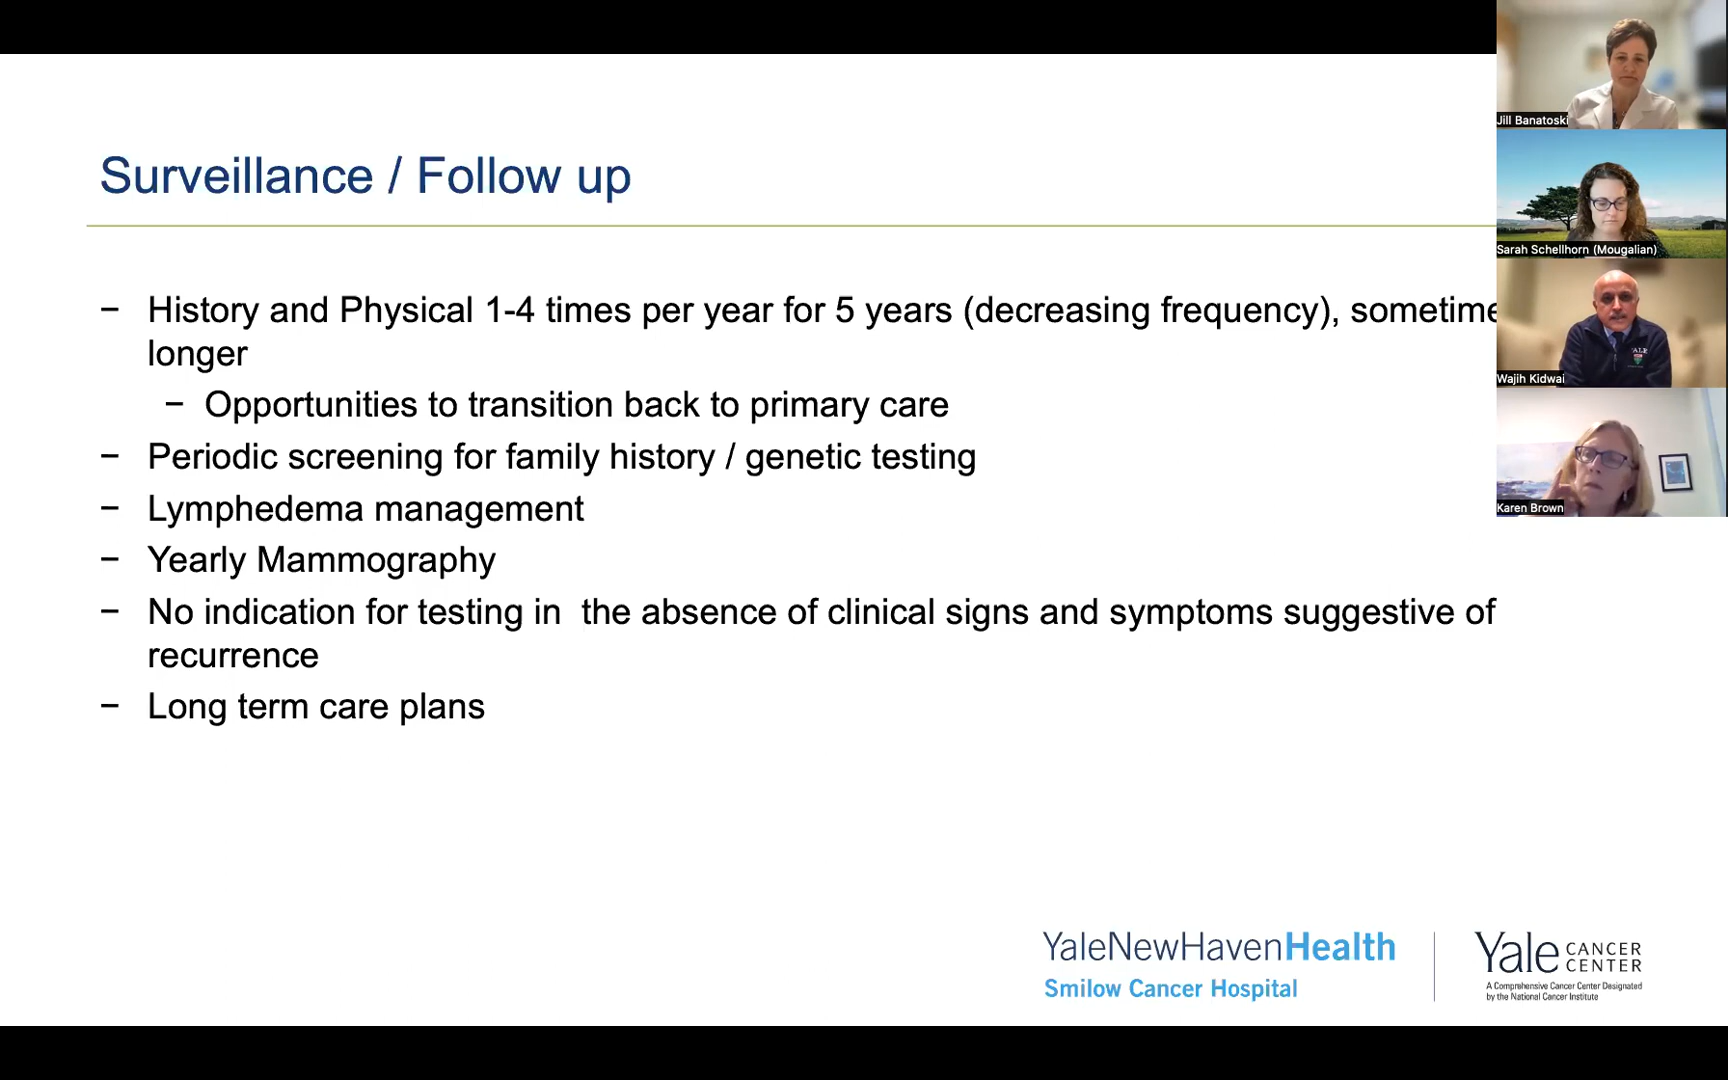 Surveillance / Follow up
− History and Physical 1-4 times per year for 5 years (decreasing frequency), sometime
longer
− Opportunities to transition back to primary care
− Periodic screening for family history / genetic testing
− Lymphedema management
− Yearly Mammography
− No indication for testing in  the absence of clinical signs and symptoms suggestive of
recurrence
− Long term care plans
Jill Banatoski
Sarah Schellhorn (Mougalian)
Wajih Kidwai
YALE
Karen Brown
YaleNewHavenHealth
Smilow Cancer Hospital
Yale CANCER
CENTER
A Comprehensive Cancer Center Designated
by the National Cancer Institute